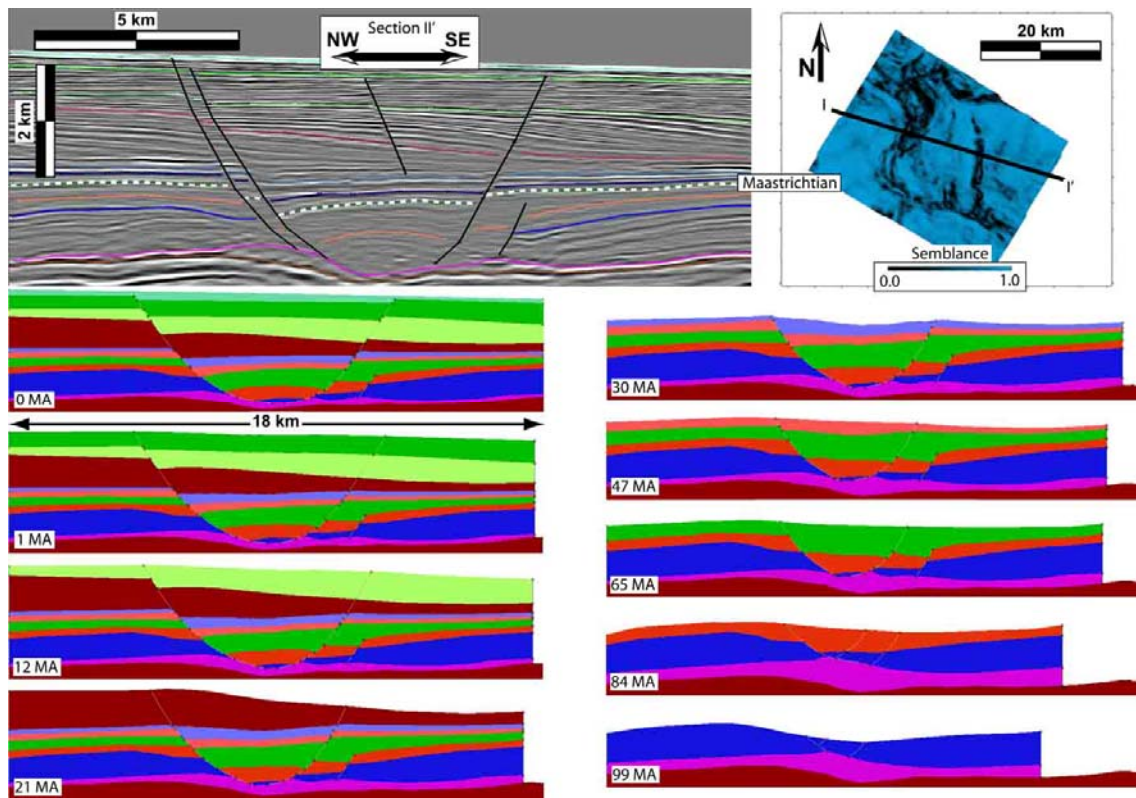 5 km
Section II'
NW SE
2 km
Maastrichtian
20 km
N
I
I'
Semblance
0.0 1.0
0 MA
18 km
1 MA
12 MA
21 MA
30 MA
47 MA
65 MA
84 MA
99 MA